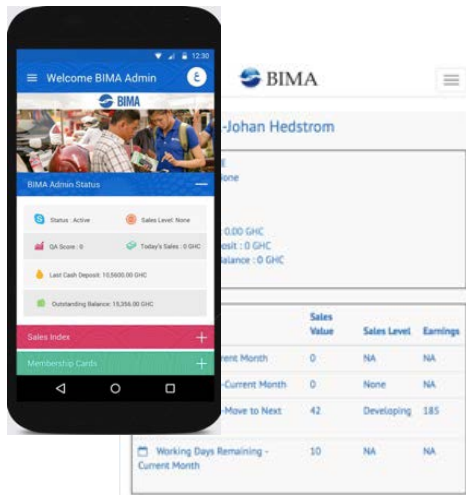 12:30
Welcome BIMA Admin
ع
BIMA
BIMA Admin Status
Status : Active
Sales Level: None
QA Score : 0
Today's Sales : 0 GHC
Last Cash Deposit: 10,5600.00 GHC
Outstanding Balance: 15,356.00 GHC
Sales Index
Membership Cards
BIMA
-Johan Hedstrom
: 0.00 GHC
: 0 GHC
: 0 GHC
Sales Value
Sales Level
Earnings
Current Month
0
NA
NA
-Current Month
0
None
NA
-Move to Next
42
Developing
185
Working Days Remaining -
Current Month
10
NA
NA